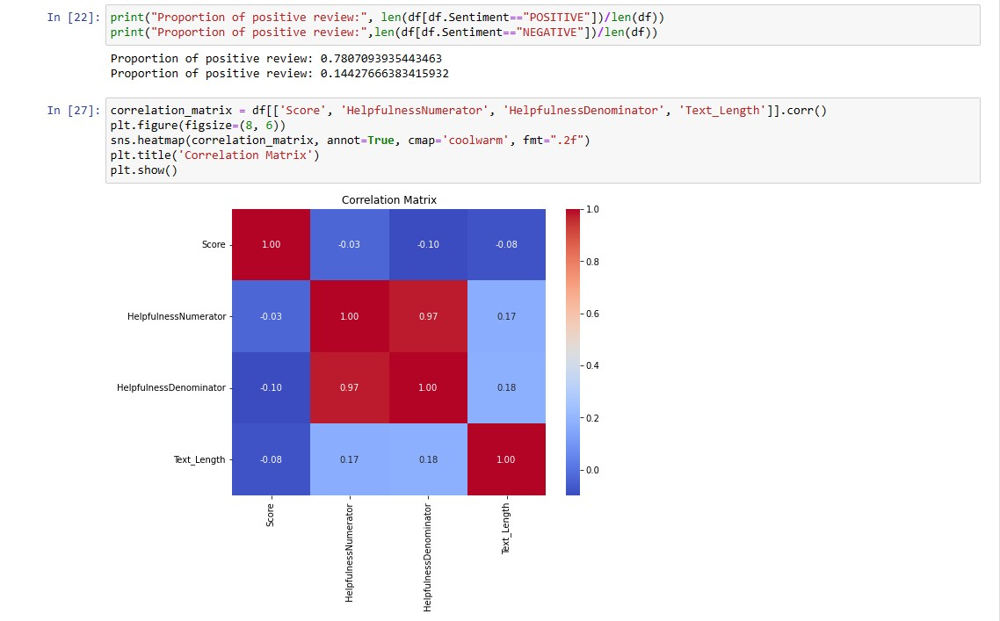 In [22]: print("Proportion of positive review:", len(df[df.Sentiment=="POSITIVE"])/len(df))
print("Proportion of positive review:",len(df[df.Sentiment=="NEGATIVE"])/len(df))
Proportion of positive review: 0.7807093935443463
Proportion of positive review: 0.14427666383415932
In [27]: correlation_matrix = df[['Score', 'HelpfulnessNumerator', 'HelpfulnessDenominator', 'Text_Length']].corr()
plt.figure(figsize=(8, 6))
sns.heatmap(correlation_matrix, annot=True, cmap='coolwarm', fmt=".2f")
plt.title('Correlation Matrix')
plt.show()
Correlation Matrix
Score 1.00 -0.03 -0.10 -0.08
HelpfulnessNumerator -0.03 1.00 0.97 0.17
HelpfulnessDenominator -0.10 0.97 1.00 0.18
Text_Length -0.08 0.17 0.18 1.00
Score
HelpfulnessNumerator
HelpfulnessDenominator
Text_Length
1.0
0.8
0.6
0.4
0.2
0.0